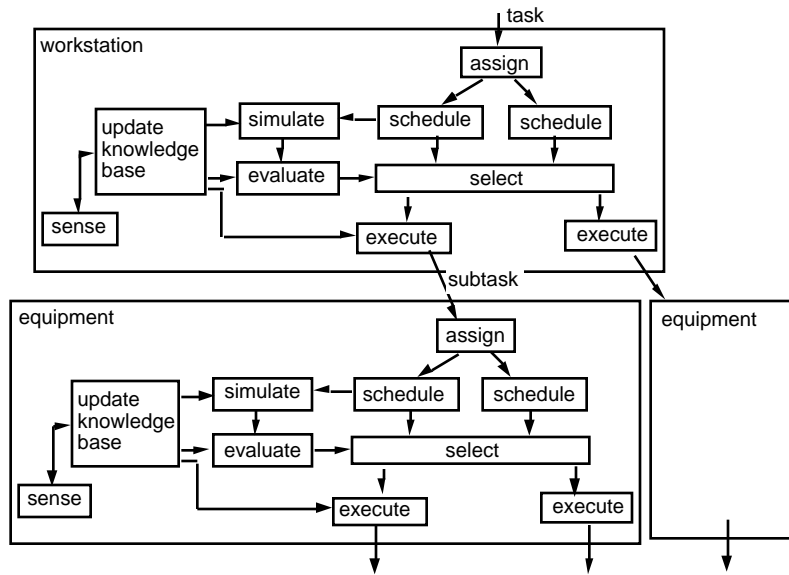 task
workstation
assign
update
knowledge
base
simulate
schedule
schedule
evaluate
select
sense
execute
execute
subtask
equipment
equipment
assign
update
knowledge
base
simulate
schedule
schedule
evaluate
select
sense
execute
execute